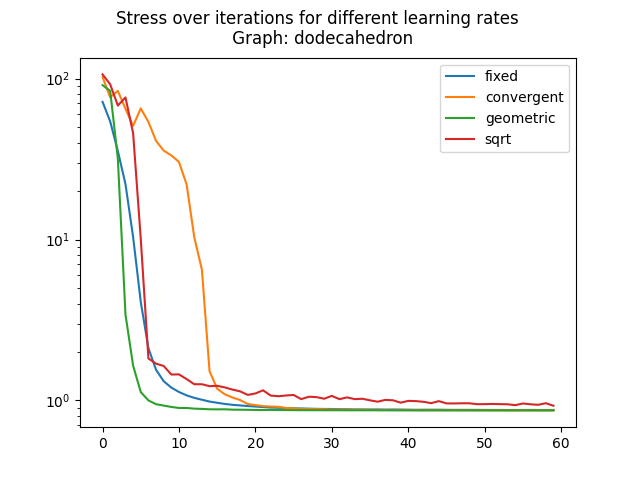 Stress over iterations for different learning rates
Graph: dodecahedron
fixed
convergent
geometric
sqrt
10²
10¹
10⁰
0 10 20 30 40 50 60